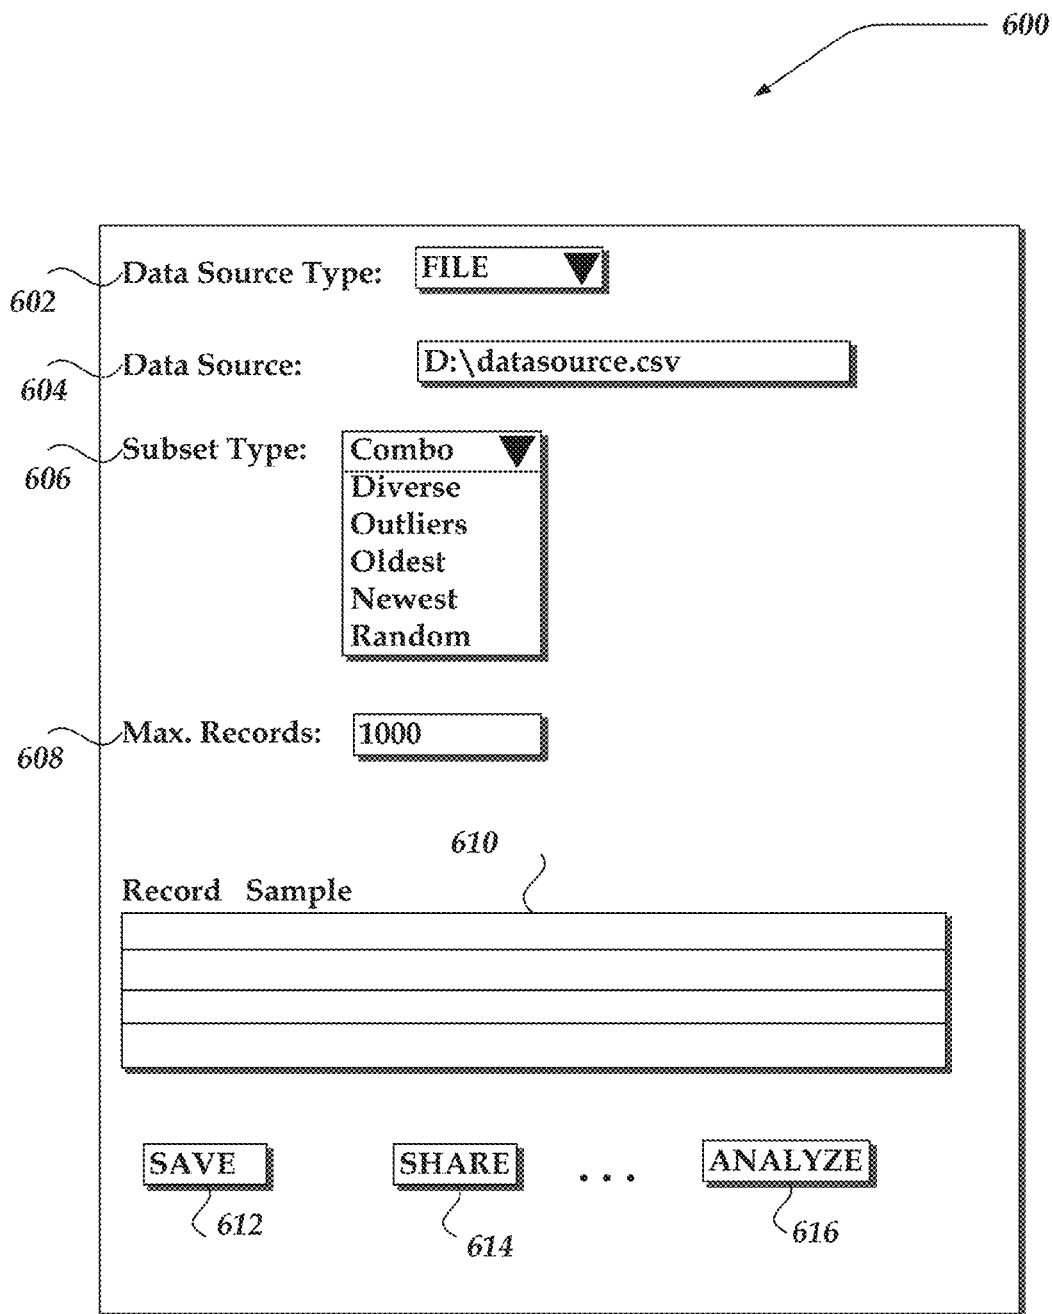 600
602 Data Source Type: FILE
604 Data Source: D:\datasource.csv
606 Subset Type: Combo
Diverse
Outliers
Oldest
Newest
Random
608 Max. Records: 1000
610
Record Sample
SAVE SHARE . . . ANALYZE
612 614 616